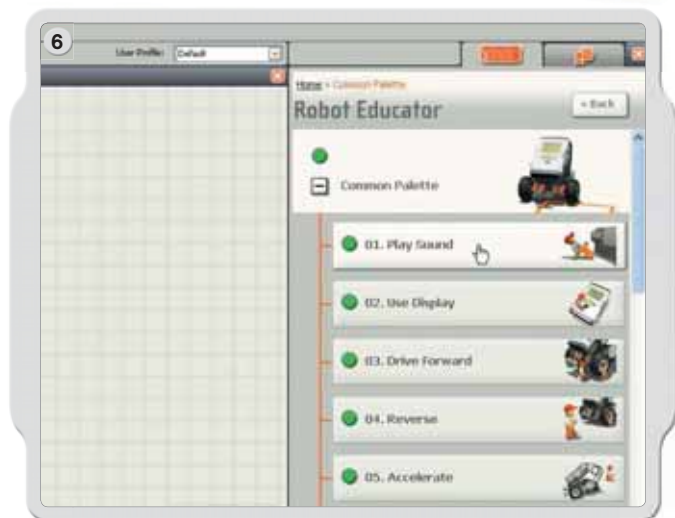 6
User Profile: Default
Home > Common Palette
Robot Educator
< Back
Common Palette
01. Play Sound
02. Use Display
03. Drive Forward
04. Reverse
05. Accelerate